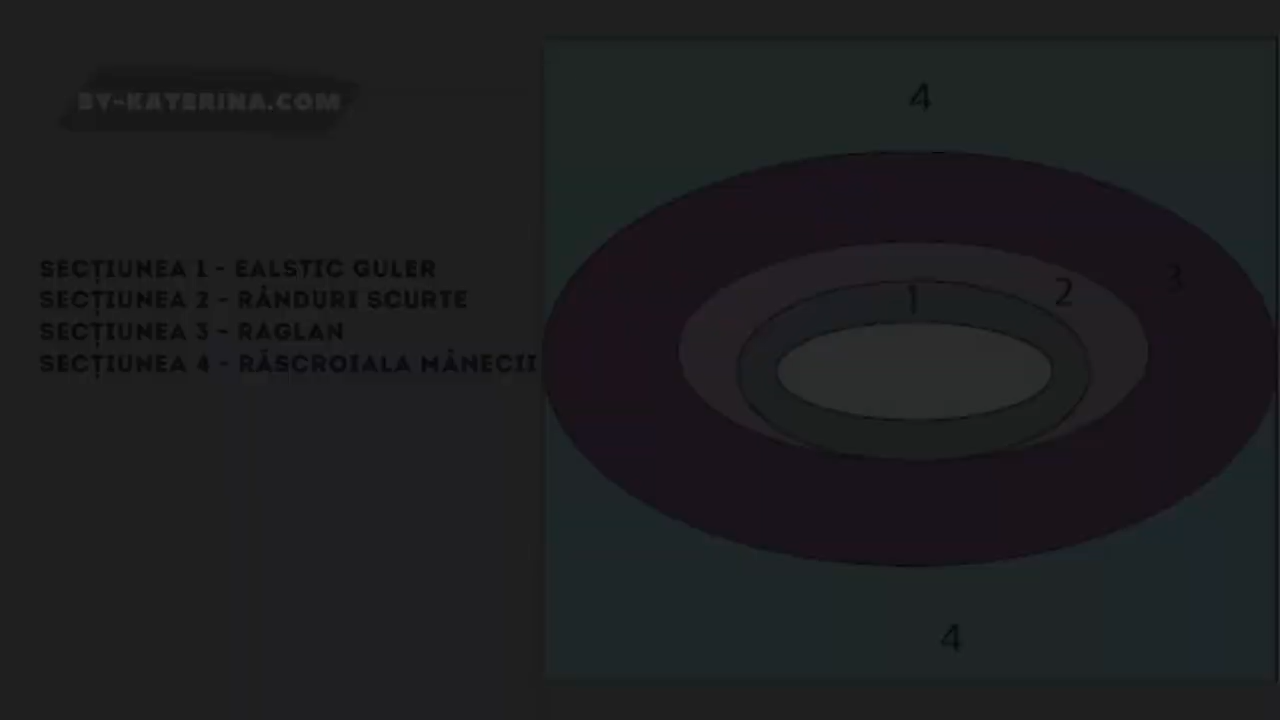 BY-KATERINA.COM
SECȚIUNEA 1 - EALSTIC GULER
SECȚIUNEA 2 - RÂNDURI SCURTE
SECȚIUNEA 3 - RAGLAN
SECȚIUNEA 4 - RĂSCROIALA MÂNECII
4
3
2
1
4